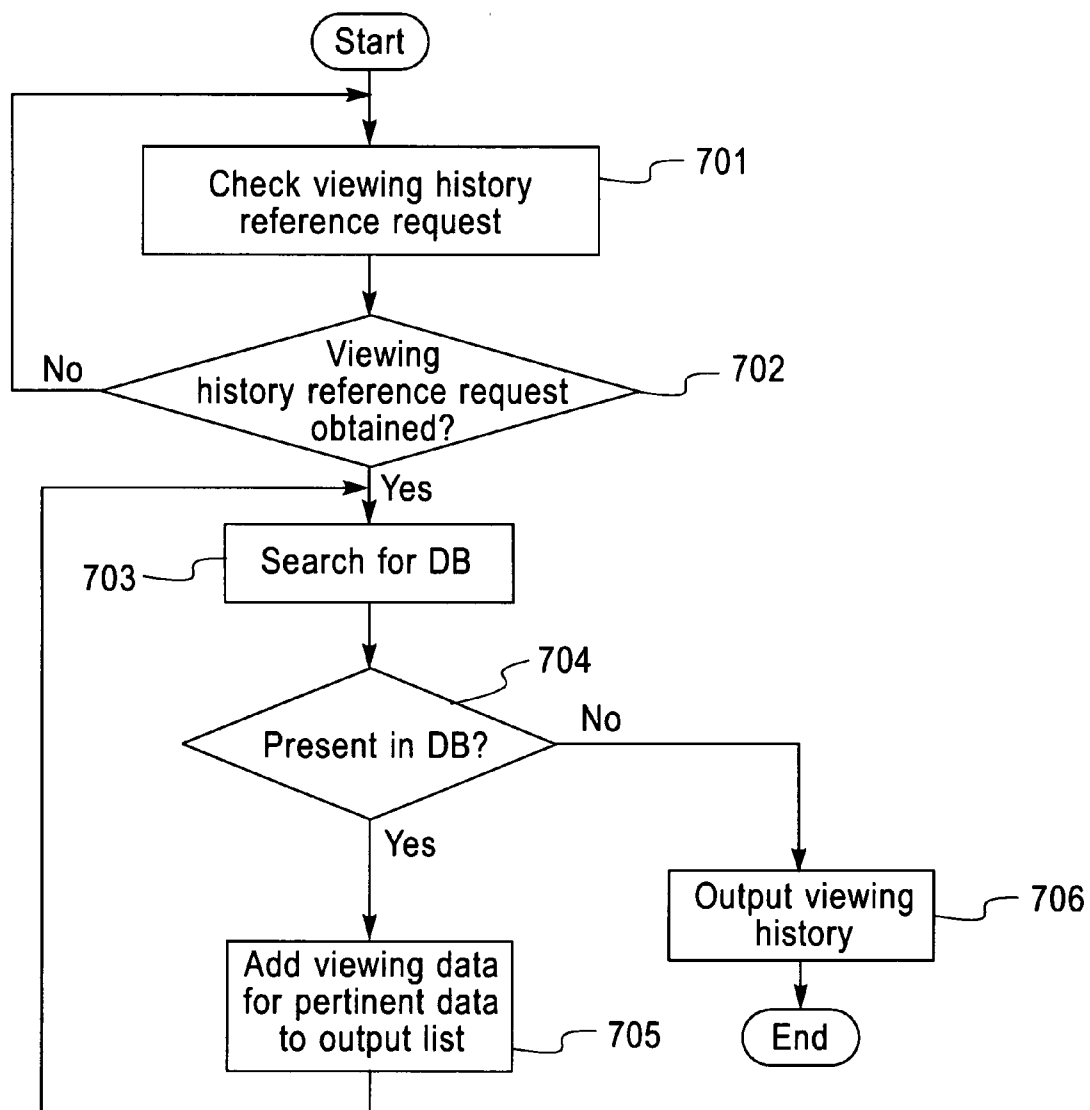 Start
701
Check viewing history
reference request
702
Viewing
history reference request
obtained?
No
Yes
703
Search for DB
704
Present in DB?
No
Yes
Output viewing
history
706
Add viewing data
for pertinent data
to output list
705
End